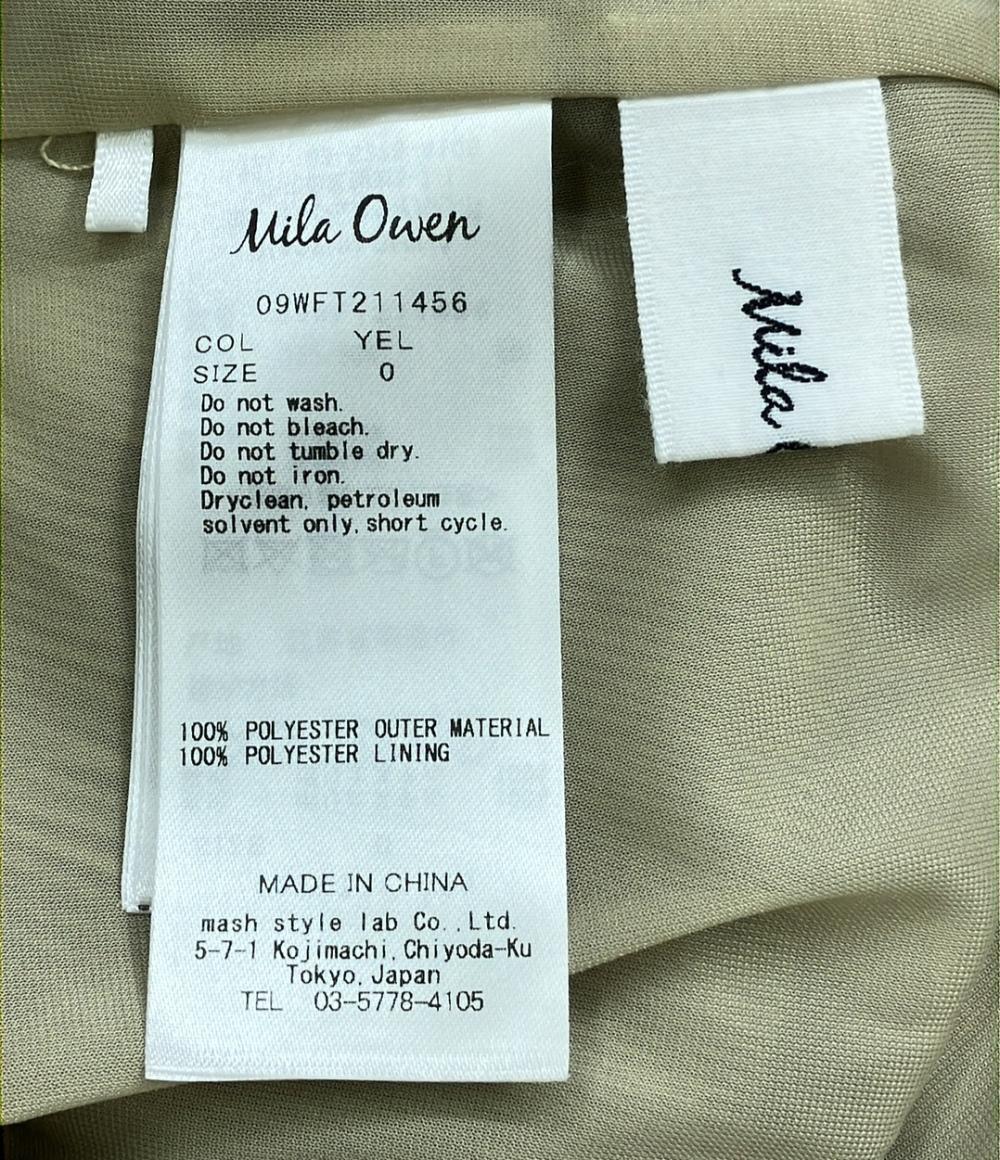 Mila Owen
09WFT211456
COL YEL
SIZE 0
Do not wash.
Do not bleach.
Do not tumble dry.
Do not iron.
Dryclean, petroleum
solvent only, short cycle.
100% POLYESTER OUTER MATERIAL
100% POLYESTER LINING
MADE IN CHINA
mash style lab Co.,Ltd.
5-7-1 Kojimachi, Chiyoda-Ku
Tokyo, Japan
TEL 03-5778-4105
Mila